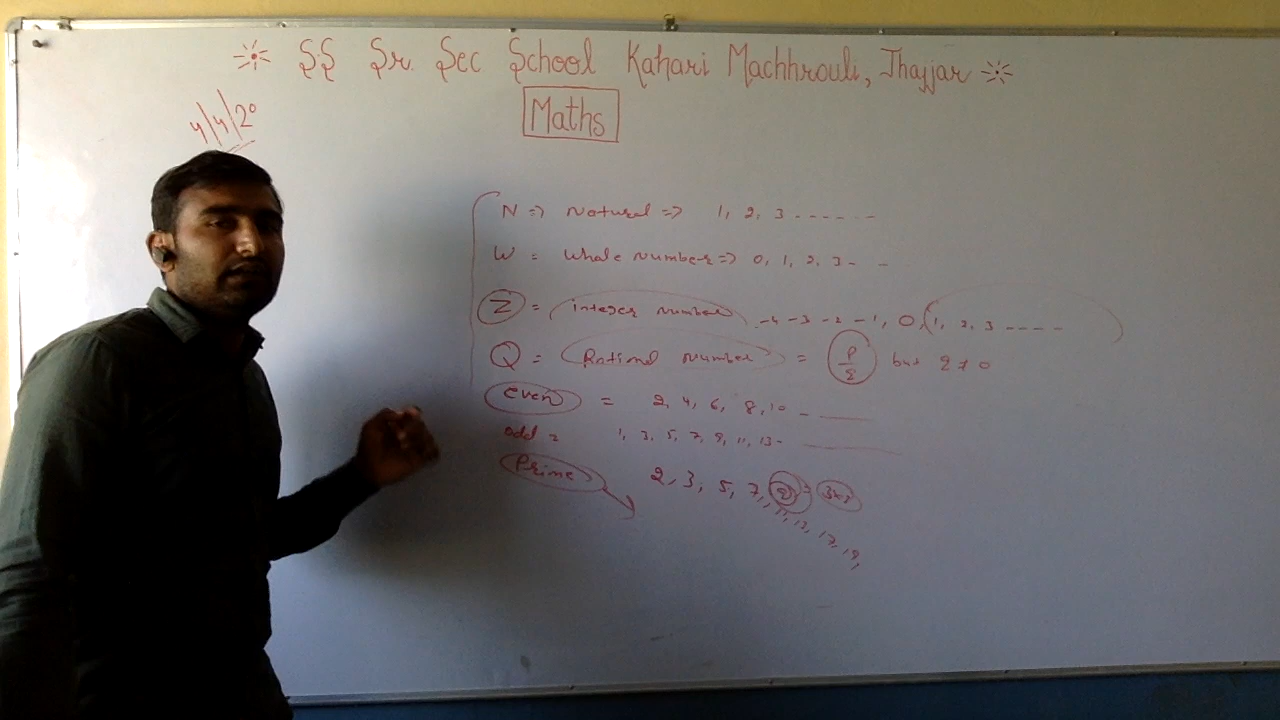 SS Sr. Sec School Kahari Machhrouli, Jhajjar
Maths
4/4/20
N => Natural => 1, 2, 3 ------
W = Whole number => 0, 1, 2, 3 - -
Z = integer number -4 -3 -2 -1, 0, 1, 2, 3 ----
Q = Rational number = P/q but q ≠ 0
even = 2, 4, 6, 8, 10 -
odd = 1, 3, 5, 7, 9, 11, 13 -
Prime 2, 3, 5, 7, 9 = 3x3
11, 13, 17, 19,